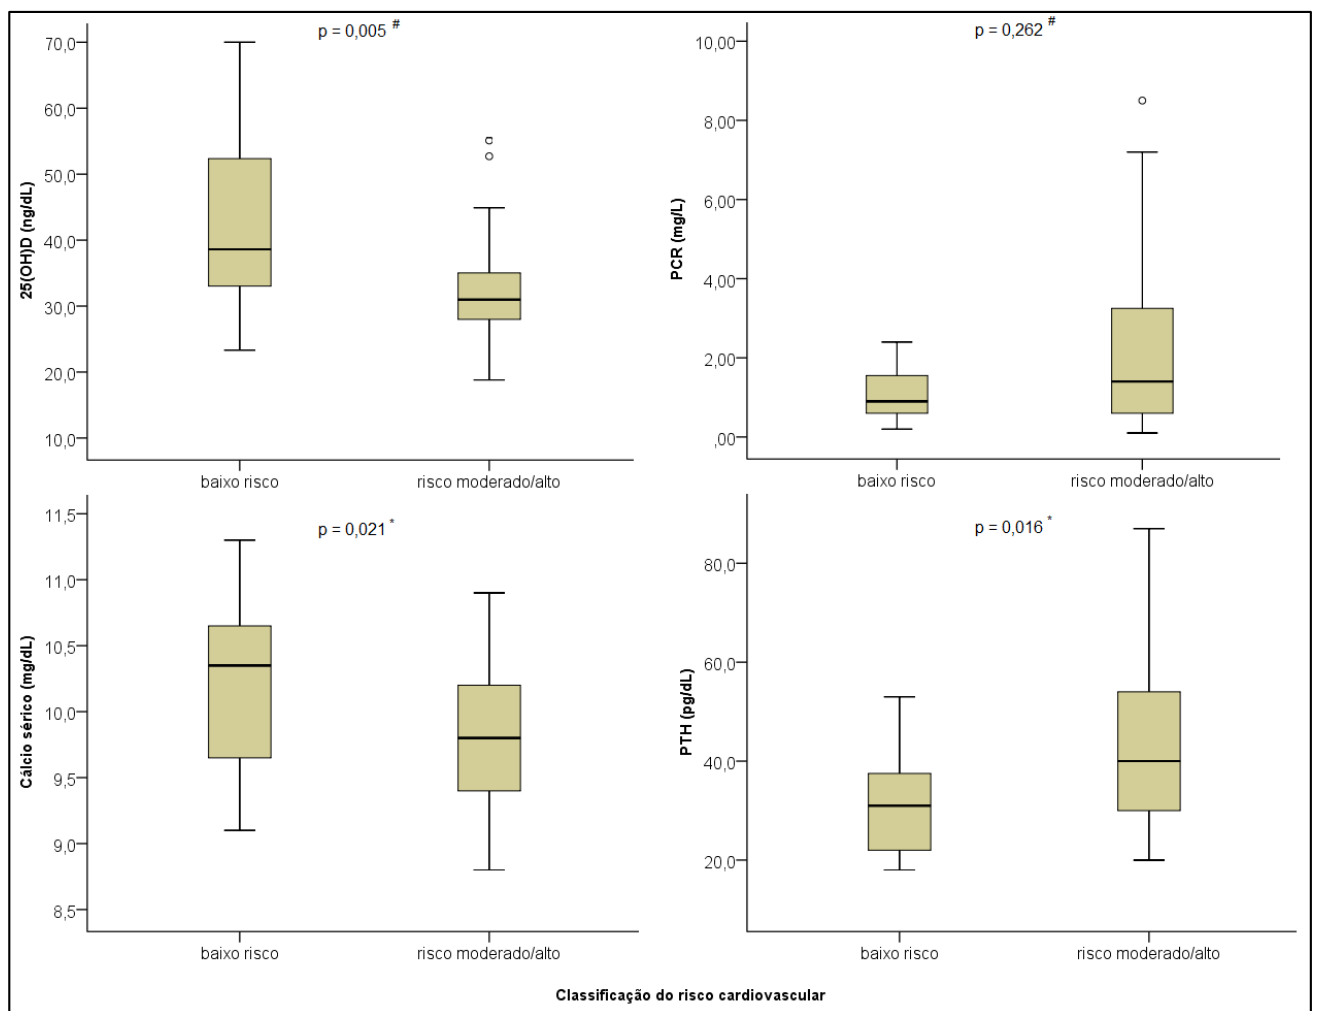 p = 0,005 #
25(OH)D (ng/dL)
70,0
60,0
50,0
40,0
30,0
20,0
10,0
baixo risco
risco moderado/alto
p = 0,262 #
PCR (mg/L)
10,00
8,00
6,00
4,00
2,00
,00
baixo risco
risco moderado/alto
p = 0,021 *
Cálcio sérico (mg/dL)
11,5
11,0
10,5
10,0
9,5
9,0
8,5
baixo risco
risco moderado/alto
p = 0,016 *
PTH (pg/dL)
80,0
60,0
40,0
20,0
baixo risco
risco moderado/alto
Classificação do risco cardiovascular